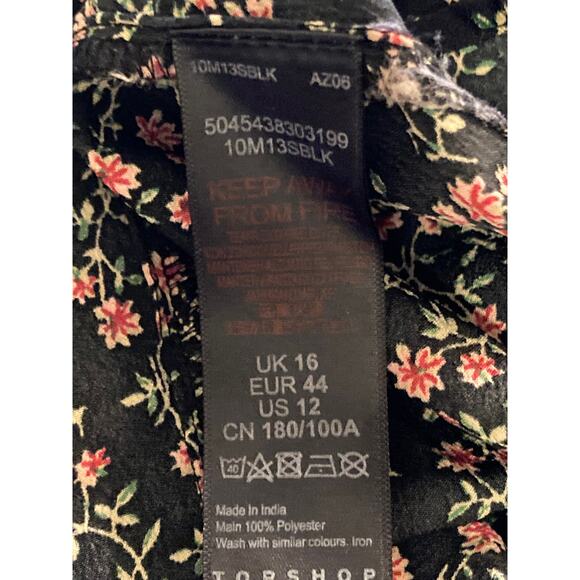 10M13SBLK AZ06
5045438303199
10M13SBLK
KEEP AWAY
FROM FIRE
UK 16
EUR 44
US 12
CN 180/100A
40
Made in India
Main 100% Polyester
Wash with similar colours. Iron
TOPSHOP